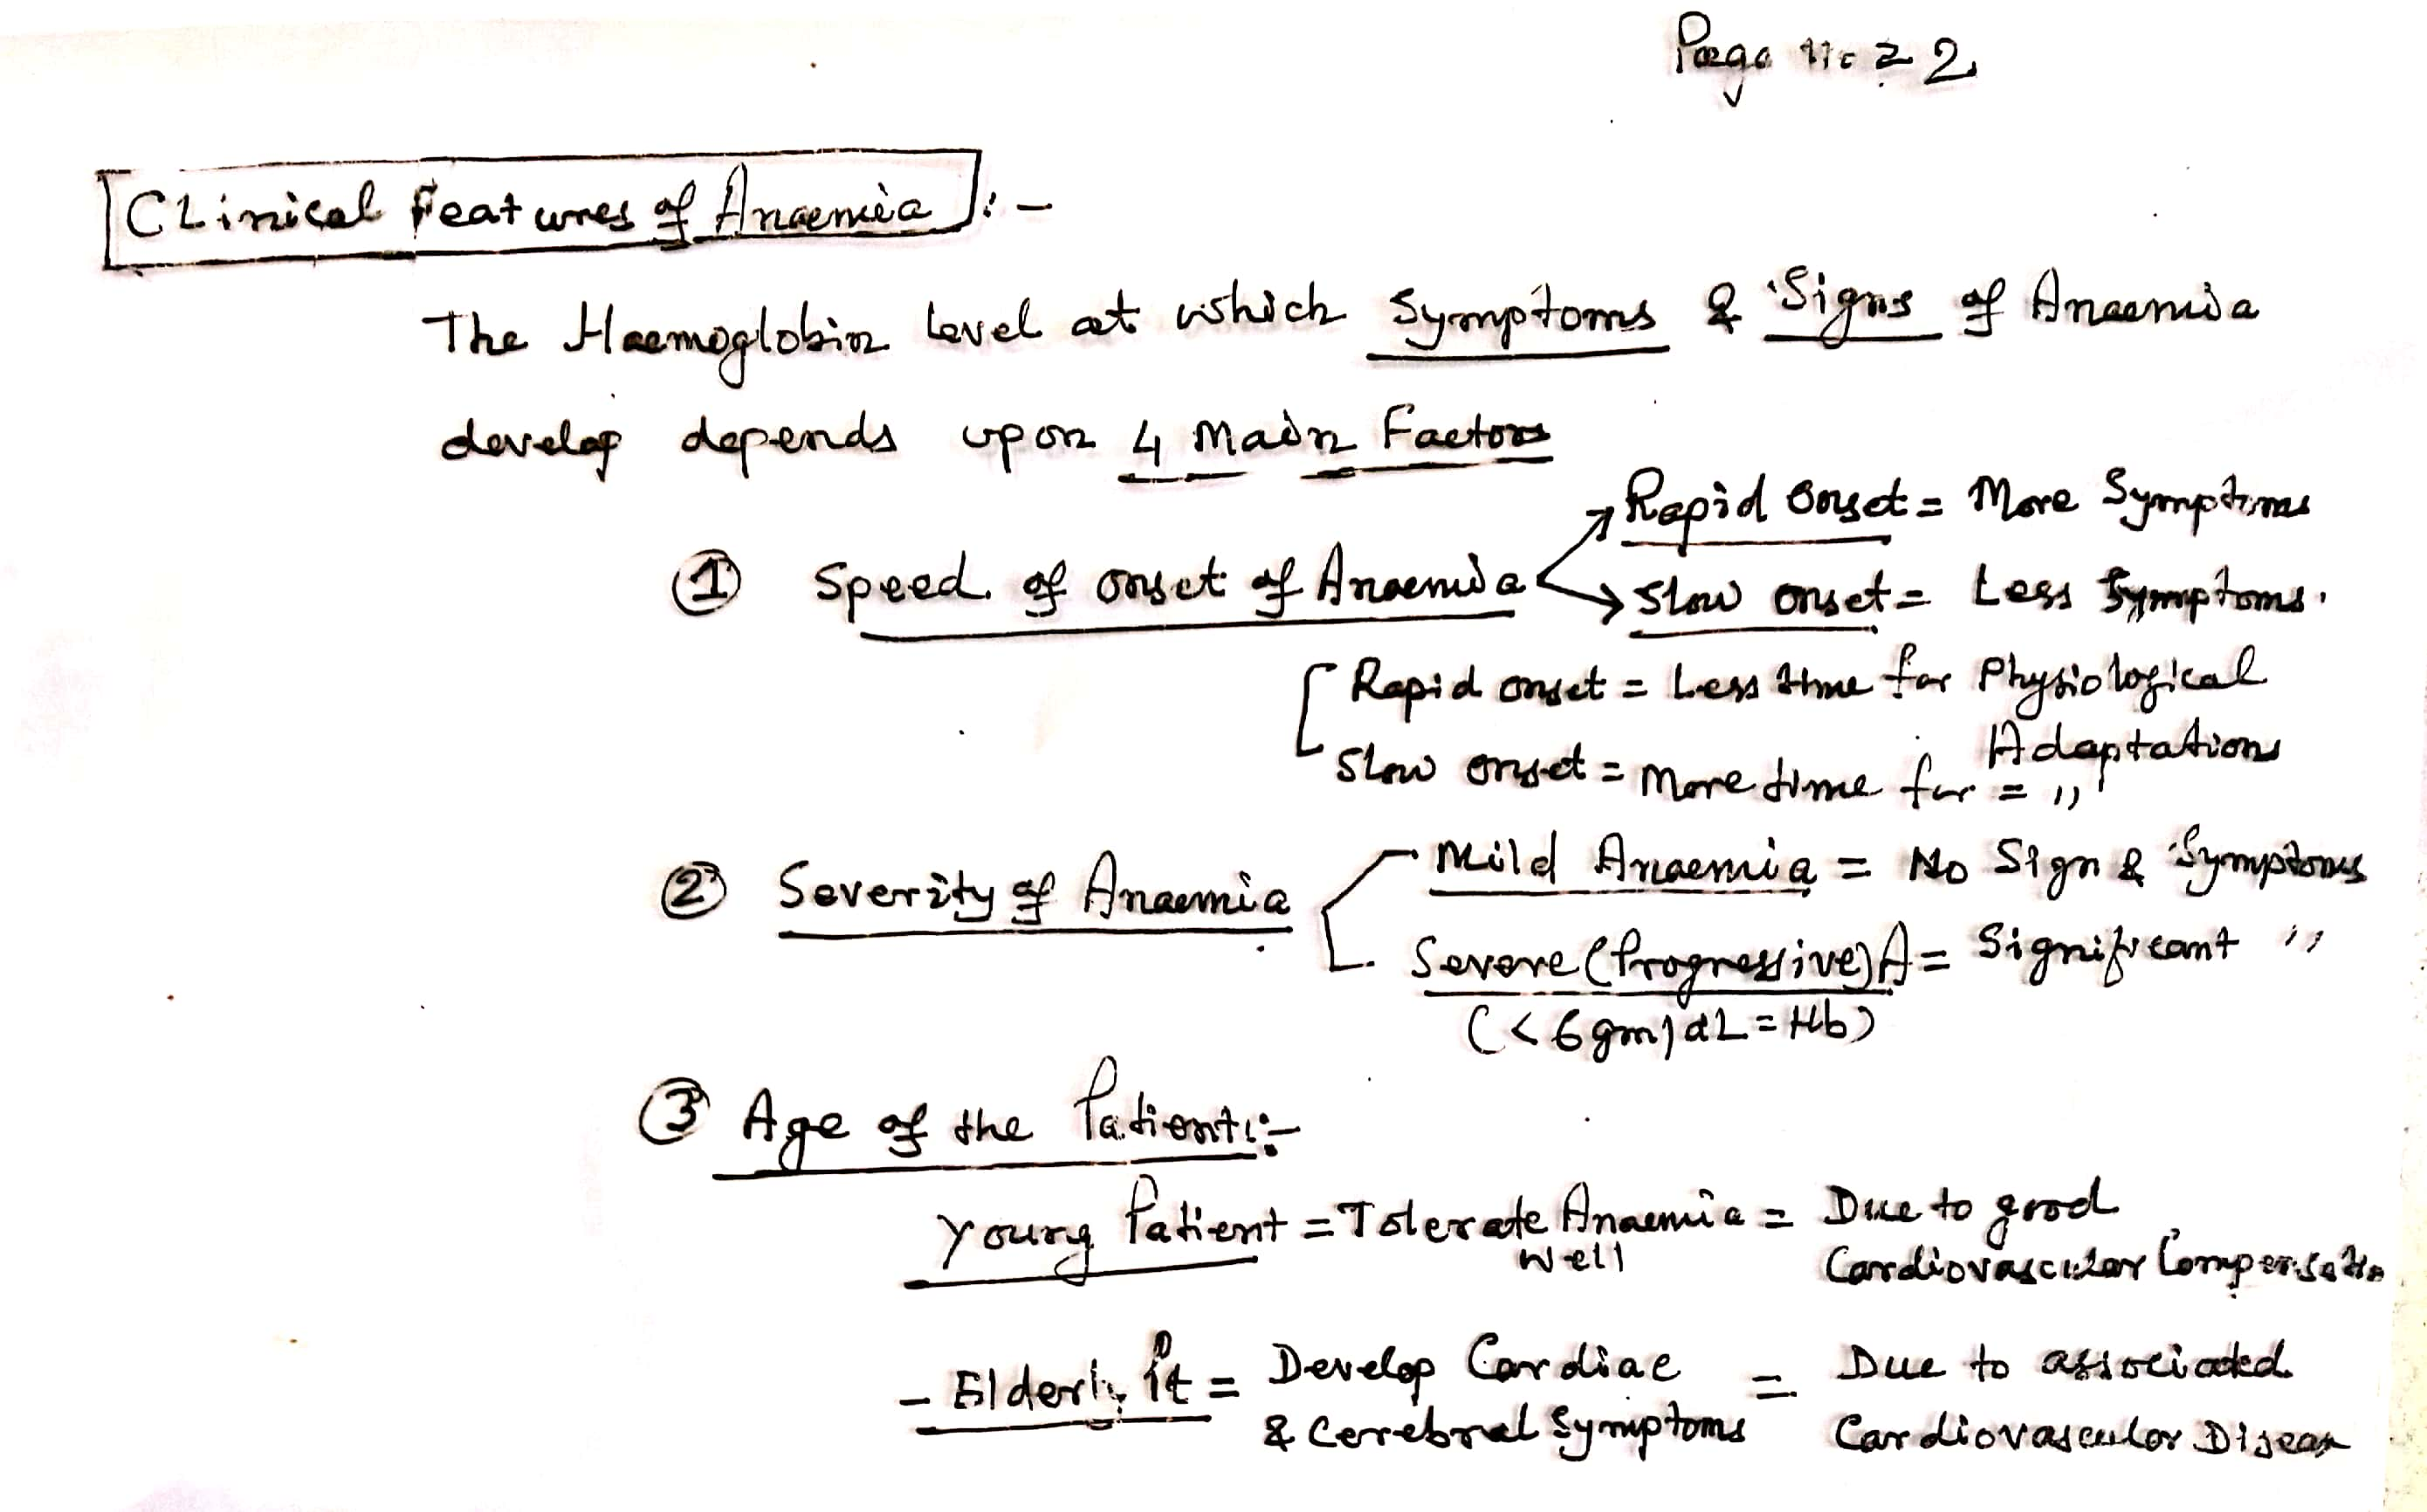 Page no = 2
Clinical Features of Anaemia :-
The Haemoglobin level at which Symptoms & Signs of Anaemia
develop depends upon 4 Main Factors
① Speed of onset of Anaemia
Rapid Onset = More Symptoms
Slow onset = Less Symptoms.
Rapid onset = Less time for Physiological
Adaptations
Slow onset = More time for = "
② Severity of Anaemia
Mild Anaemia = No Sign & Symptoms
Severe (Progressive) A = Significant "
(< 6 gm/dL = Hb)
③ Age of the Patient :-
Young Patient = Tolerate Anaemia Well = Due to good
Cardiovascular Compensatn
- Elderly Pt = Develop Cardiac = Due to associated
& Cerebral Symptoms Cardiovascular Disease